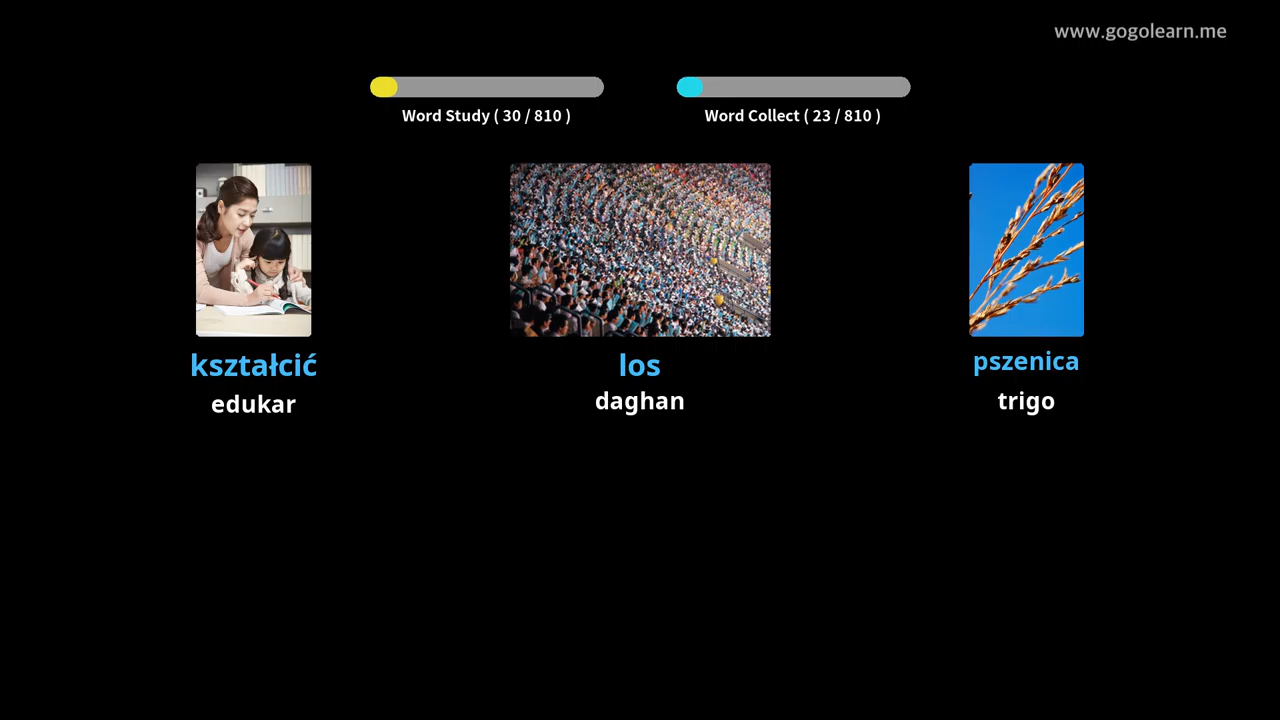 www.gogolearn.me
Word Study ( 30 / 810 )
Word Collect ( 23 / 810 )
kształcić
edukar
los
daghan
pszenica
trigo